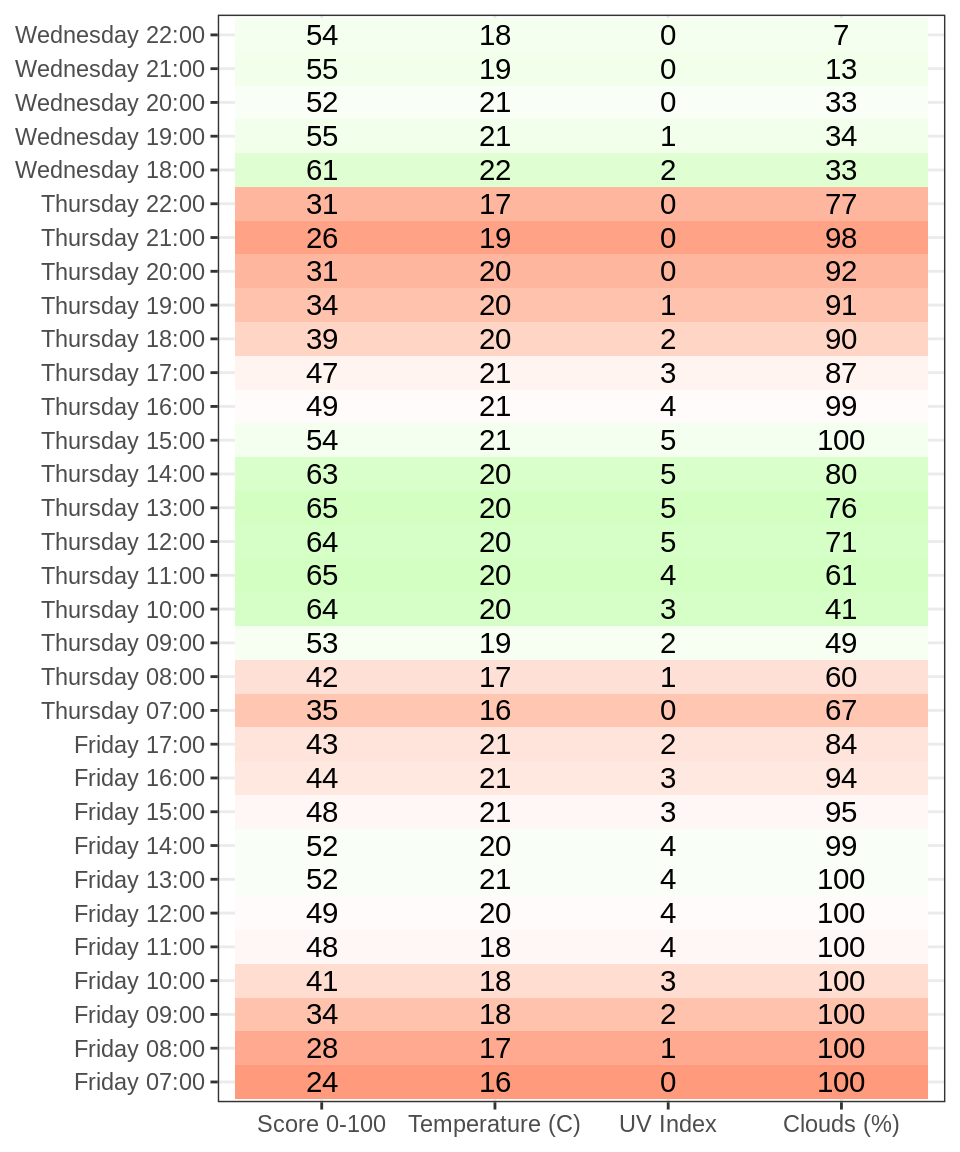 Wednesday 22:00 54 18 0 7
Wednesday 21:00 55 19 0 13
Wednesday 20:00 52 21 0 33
Wednesday 19:00 55 21 1 34
Wednesday 18:00 61 22 2 33
Thursday 22:00 31 17 0 77
Thursday 21:00 26 19 0 98
Thursday 20:00 31 20 0 92
Thursday 19:00 34 20 1 91
Thursday 18:00 39 20 2 90
Thursday 17:00 47 21 3 87
Thursday 16:00 49 21 4 99
Thursday 15:00 54 21 5 100
Thursday 14:00 63 20 5 80
Thursday 13:00 65 20 5 76
Thursday 12:00 64 20 5 71
Thursday 11:00 65 20 4 61
Thursday 10:00 64 20 3 41
Thursday 09:00 53 19 2 49
Thursday 08:00 42 17 1 60
Thursday 07:00 35 16 0 67
Friday 17:00 43 21 2 84
Friday 16:00 44 21 3 94
Friday 15:00 48 21 3 95
Friday 14:00 52 20 4 99
Friday 13:00 52 21 4 100
Friday 12:00 49 20 4 100
Friday 11:00 48 18 4 100
Friday 10:00 41 18 3 100
Friday 09:00 34 18 2 100
Friday 08:00 28 17 1 100
Friday 07:00 24 16 0 100
Score 0-100 Temperature (C) UV Index Clouds (%)